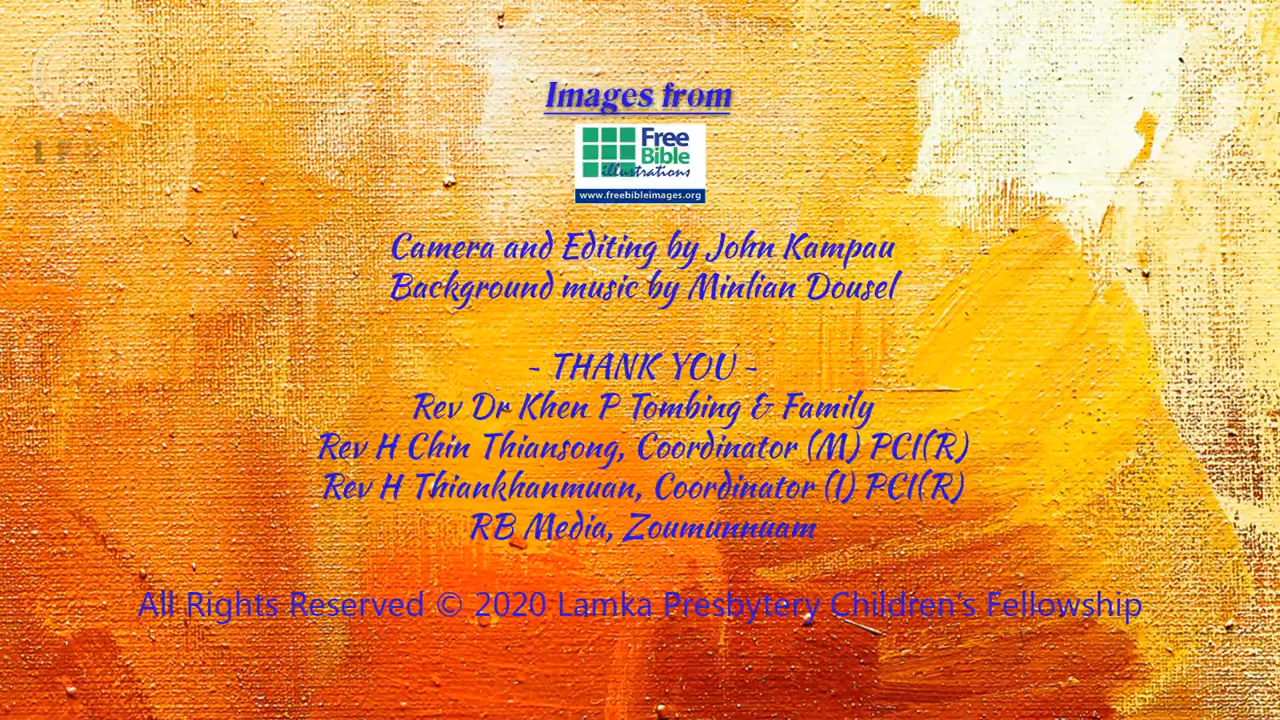 Images from
Free
Bible
illustrations
www.freebibleimages.org
Camera and Editing by John Kampau
Background music by Minlian Dousel
- THANK YOU -
Rev Dr Khen P Tombing & Family
Rev H Chin Thiansong, Coordinator (M) PCI(R)
Rev H Thiankhanmuan, Coordinator (I) PCI(R)
RB Media, Zoumunnuam
All Rights Reserved © 2020 Lamka Presbytery Children's Fellowship